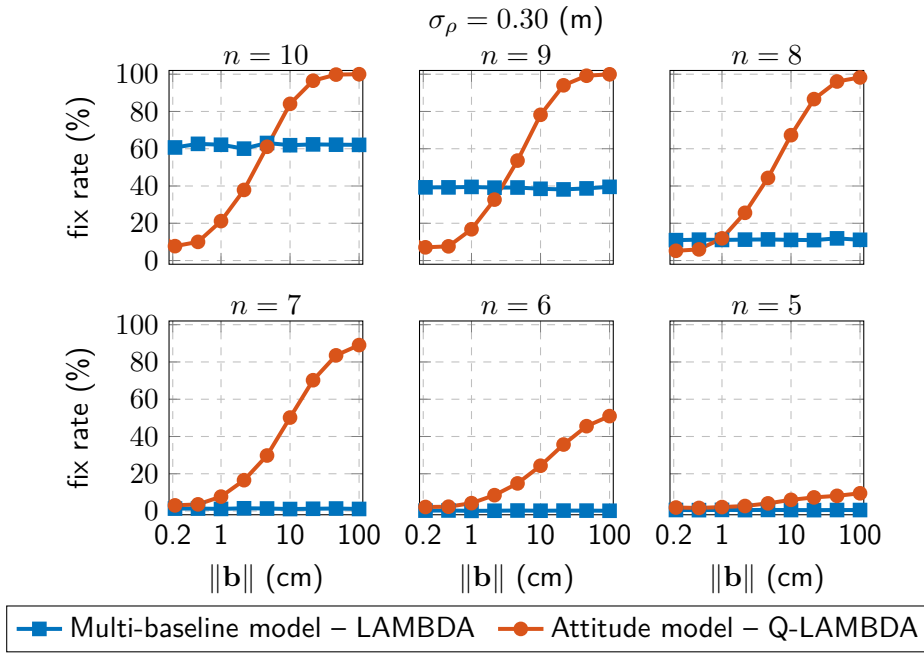 σρ = 0.30 (m)
n = 10
n = 9
n = 8
fix rate (%)
100
80
60
40
20
0
n = 7
n = 6
n = 5
fix rate (%)
100
80
60
40
20
0
0.2 1 10 100
0.2 1 10 100
0.2 1 10 100
‖b‖ (cm)
‖b‖ (cm)
‖b‖ (cm)
Multi-baseline model – LAMBDA
Attitude model – Q-LAMBDA